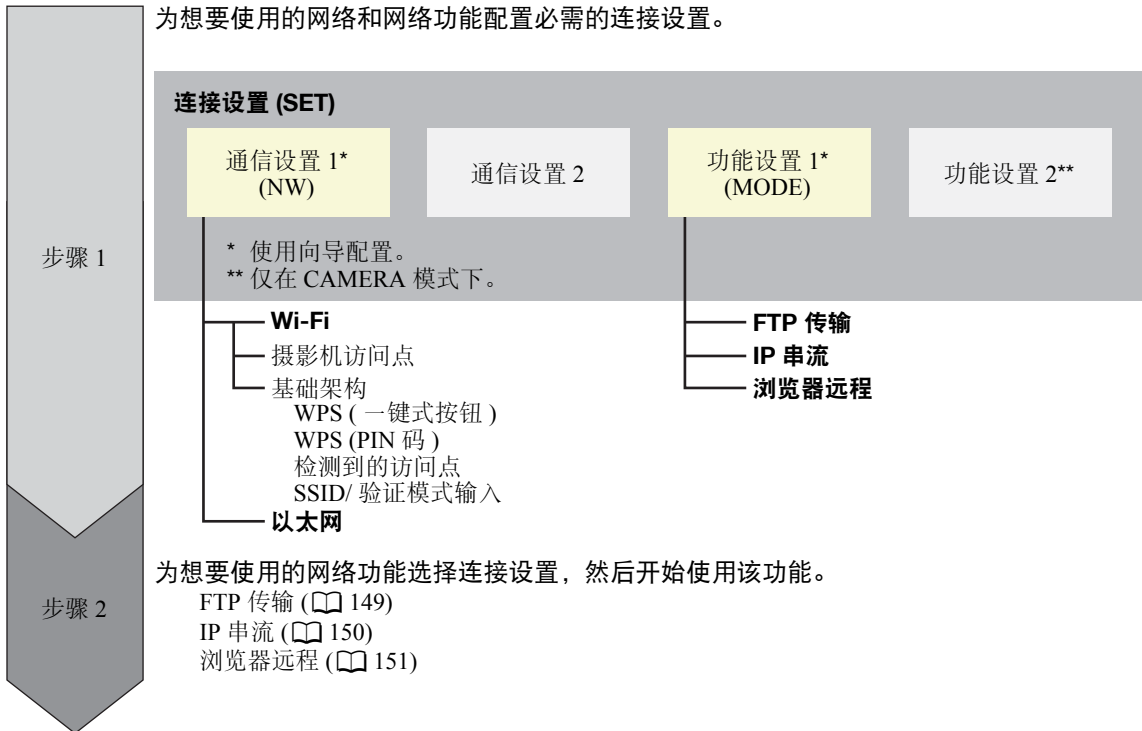 为想要使用的网络和网络功能配置必需的连接设置。
连接设置 (SET)
通信设置 1*
(NW)
通信设置 2
功能设置 1*
(MODE)
功能设置 2**
* 使用向导配置。
** 仅在 CAMERA 模式下。
步骤 1
Wi-Fi
摄影机访问点
基础架构
WPS ( 一键式按钮 )
WPS (PIN 码 )
检测到的访问点
SSID/ 验证模式输入
以太网
FTP 传输
IP 串流
浏览器远程
为想要使用的网络功能选择连接设置，然后开始使用该功能。
步骤 2
FTP 传输 (149)
IP 串流 (150)
浏览器远程 (151)